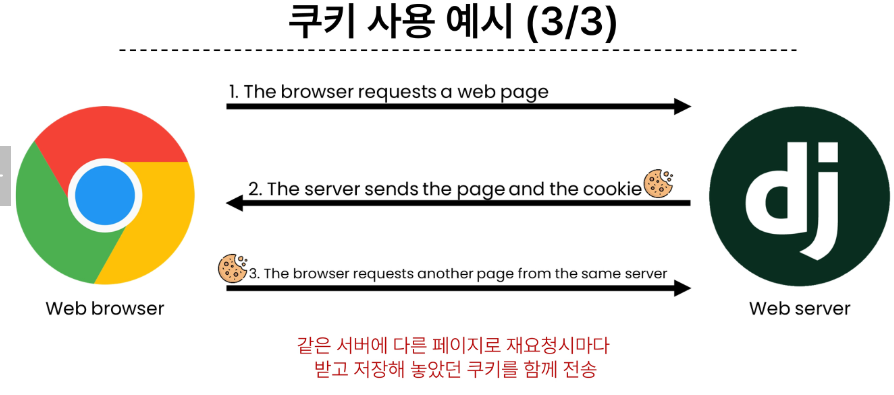 쿠키 사용 예시 (3/3)
1. The browser requests a web page
2. The server sends the page and the cookie
3. The browser requests another page from the same server
dj
Web browser
Web server
같은 서버에 다른 페이지로 재요청시마다
받고 저장해 놓았던 쿠키를 함께 전송